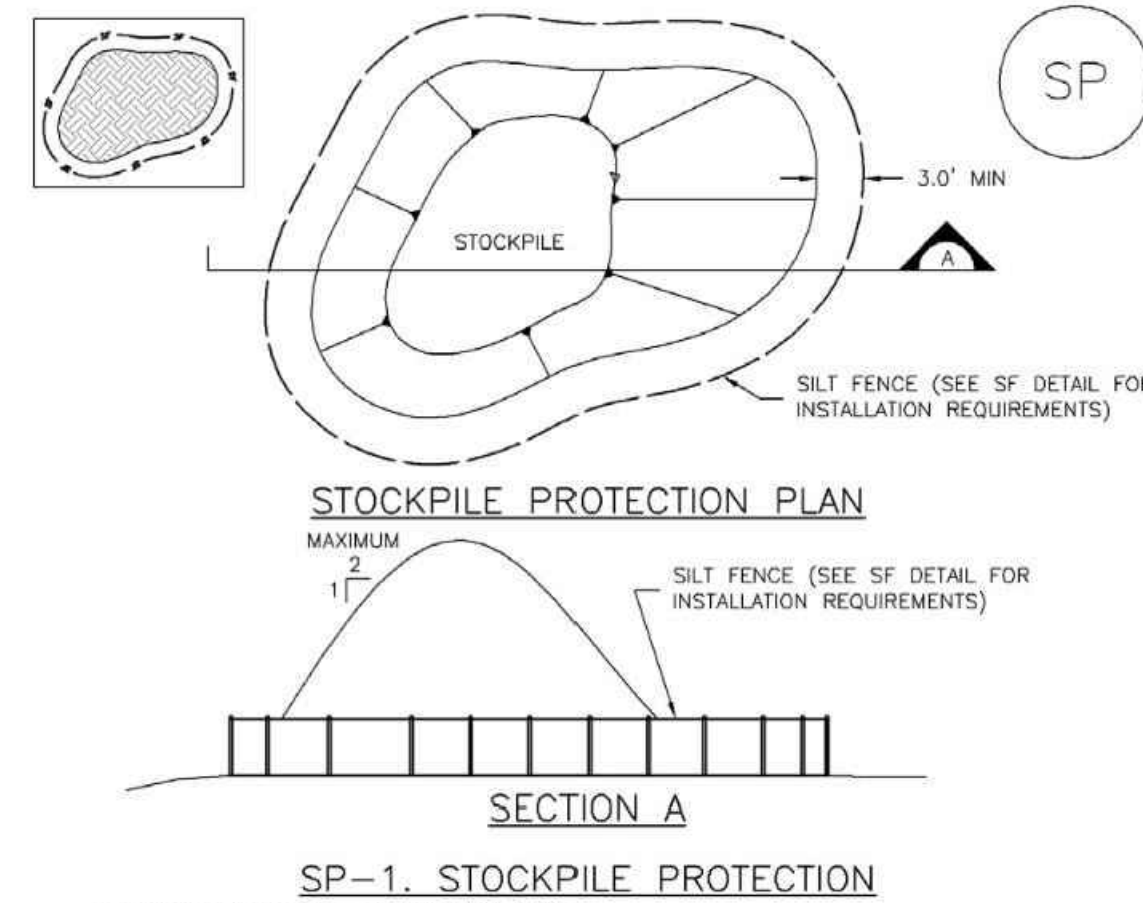 SP
3.0' MIN
STOCKPILE
A
SILT FENCE (SEE SF DETAIL FOR
INSTALLATION REQUIREMENTS)
STOCKPILE PROTECTION PLAN
MAXIMUM
2
1
SILT FENCE (SEE SF DETAIL FOR
INSTALLATION REQUIREMENTS)
SECTION A
SP-1. STOCKPILE PROTECTION